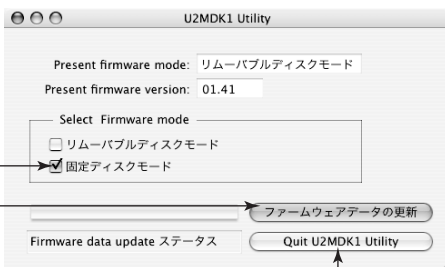 U2MDK1 Utility
Present firmware mode: リムーバブルディスクモード
Present firmware version: 01.41
Select Firmware mode
リムーバブルディスクモード
固定ディスクモード
ファームウェアデータの更新
Firmware data update ステータス
Quit U2MDK1 Utility